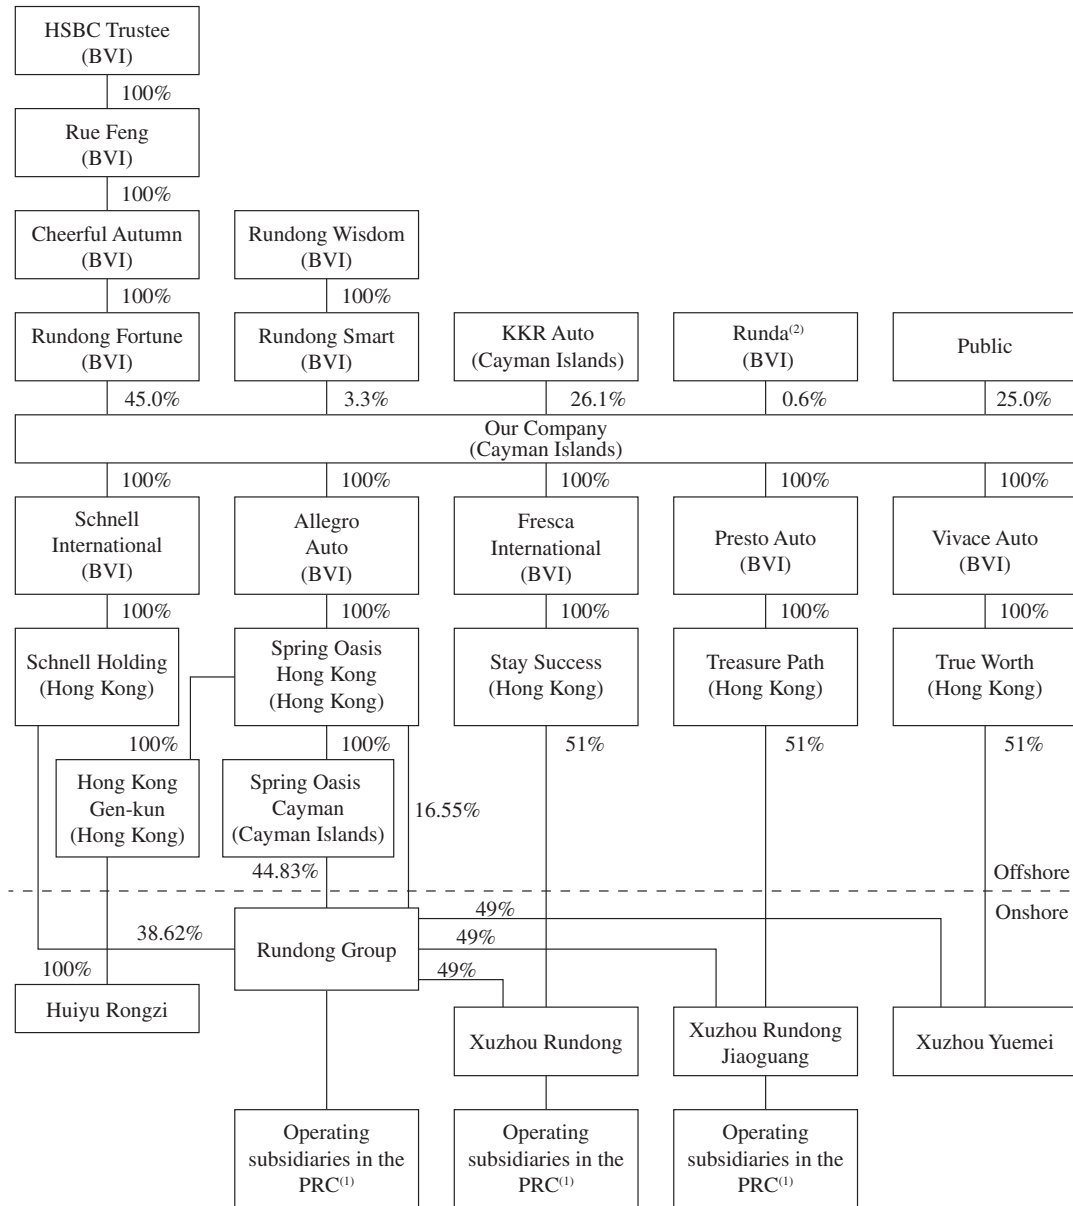 HSBC Trustee
(BVI)
100%
Rue Feng
(BVI)
100%
Cheerful Autumn
(BVI)
Rundong Wisdom
(BVI)
100%
100%
Rundong Fortune
(BVI)
Rundong Smart
(BVI)
KKR Auto
(Cayman Islands)
Runda(2)
(BVI)
Public
45.0%
3.3%
26.1%
0.6%
25.0%
Our Company
(Cayman Islands)
100%
100%
100%
100%
100%
Schnell
International
(BVI)
Allegro
Auto
(BVI)
Fresca
International
(BVI)
Presto Auto
(BVI)
Vivace Auto
(BVI)
100%
100%
100%
100%
100%
Schnell Holding
(Hong Kong)
Spring Oasis
Hong Kong
(Hong Kong)
Stay Success
(Hong Kong)
Treasure Path
(Hong Kong)
True Worth
(Hong Kong)
100%
100%
51%
51%
51%
Hong Kong
Gen-kun
(Hong Kong)
Spring Oasis
Cayman
(Cayman Islands)
16.55%
44.83%
Offshore
Onshore
38.62%
Rundong Group
49%
49%
49%
100%
Huiyu Rongzi
Xuzhou Rundong
Xuzhou Rundong
Jiaoguang
Xuzhou Yuemei
Operating
subsidiaries in the
PRC(1)
Operating
subsidiaries in the
PRC(1)
Operating
subsidiaries in the
PRC(1)